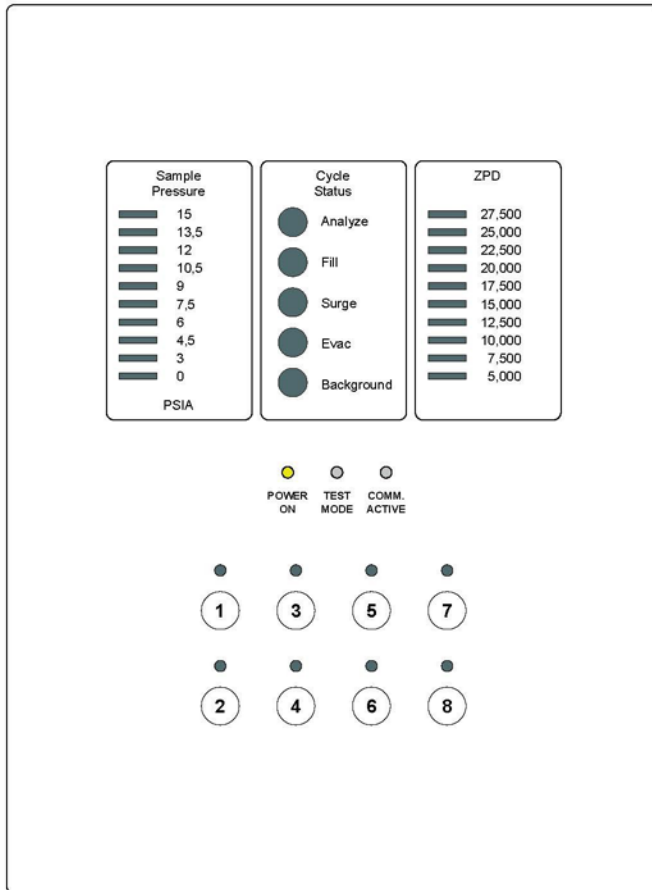 Sample
Pressure
15
13,5
12
10,5
9
7,5
6
4,5
3
0
PSIA
Cycle
Status
Analyze
Fill
Surge
Evac
Background
ZPD
27,500
25,000
22,500
20,000
17,500
15,000
12,500
10,000
7,500
5,000
POWER
ON
TEST
MODE
COMM.
ACTIVE
1 3 5 7
2 4 6 8